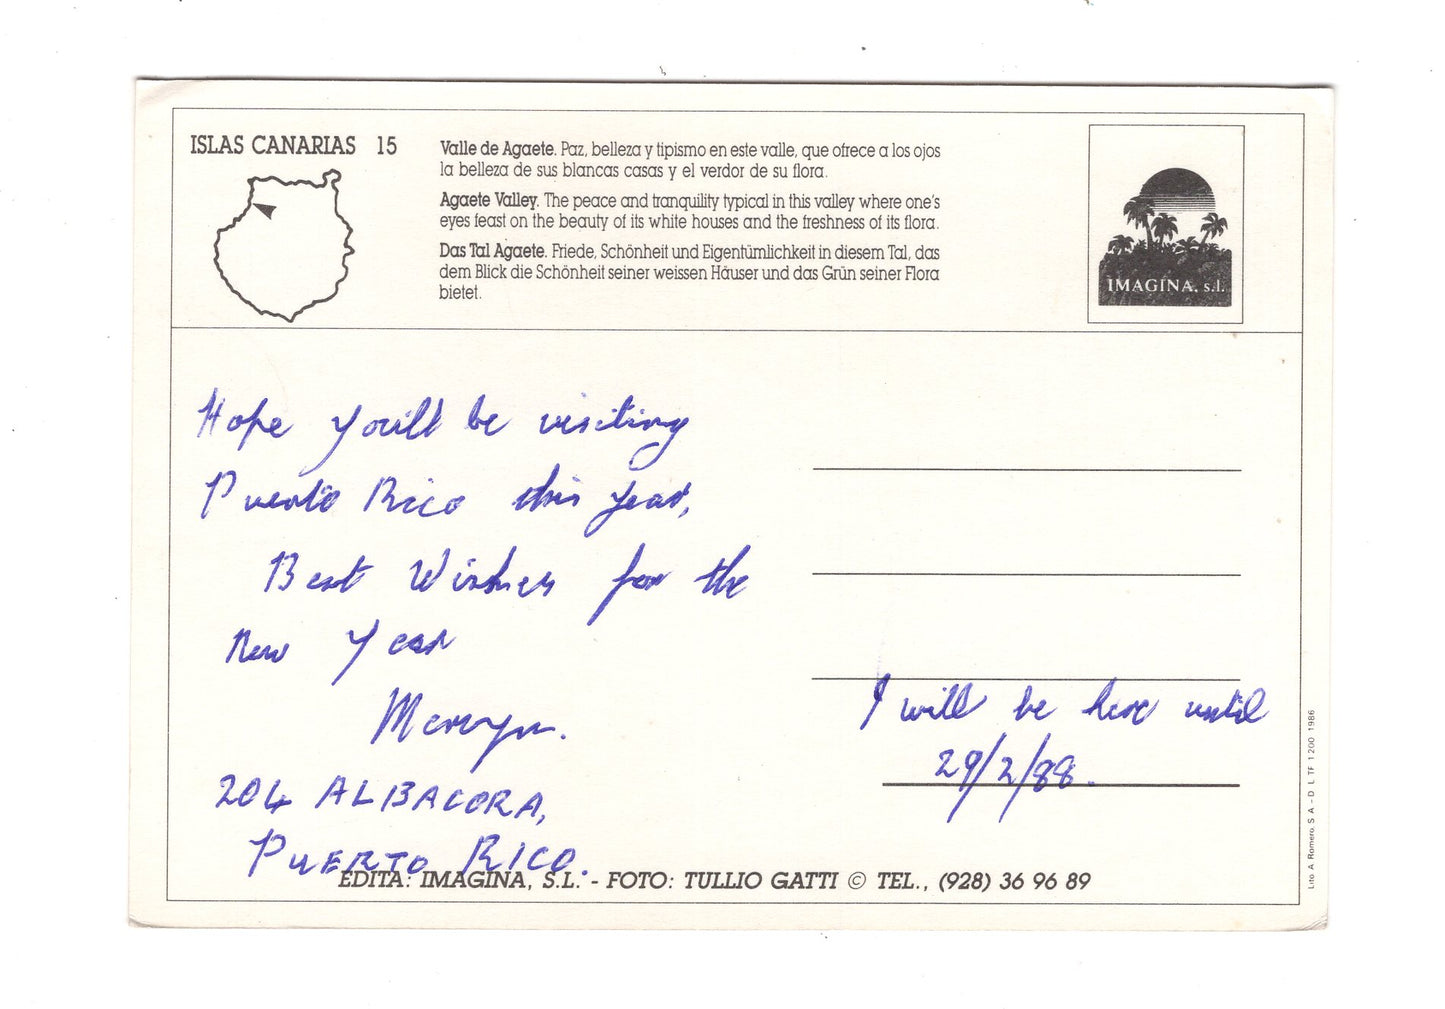 ISLAS CANARIAS 15
Valle de Agaete. Paz, belleza y tipismo en este valle, que ofrece a los ojos
la belleza de sus blancas casas y el verdor de su flora.
Agaete Valley. The peace and tranquility typical in this valley where one's
eyes feast on the beauty of its white houses and the freshness of its flora.
Das Tal Agaete. Friede, Schönheit und Eigentümlichkeit in diesem Tal, das
dem Blick die Schönheit seiner weissen Häuser und das Grün seiner Flora
bietet.
IMAGINA, s.l.
Hope you'll be visiting
Puerto Rico this year,
Best Wishes for the
New Year
Mervyn.
204 ALBACORA,
PUERTO RICO.
I will be here until
29/2/88.
EDITA: IMAGINA, S.L. - FOTO: TULLIO GATTI © TEL., (928) 36 96 89
Lito. A. Romero, S. A. - D. L. TF 1200 1986